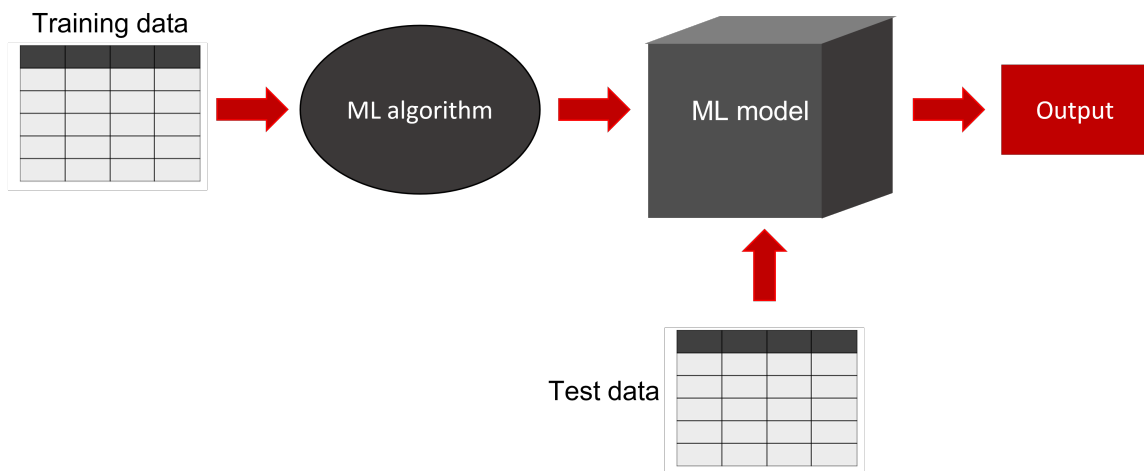 Training data
ML algorithm
ML model
Output
Test data